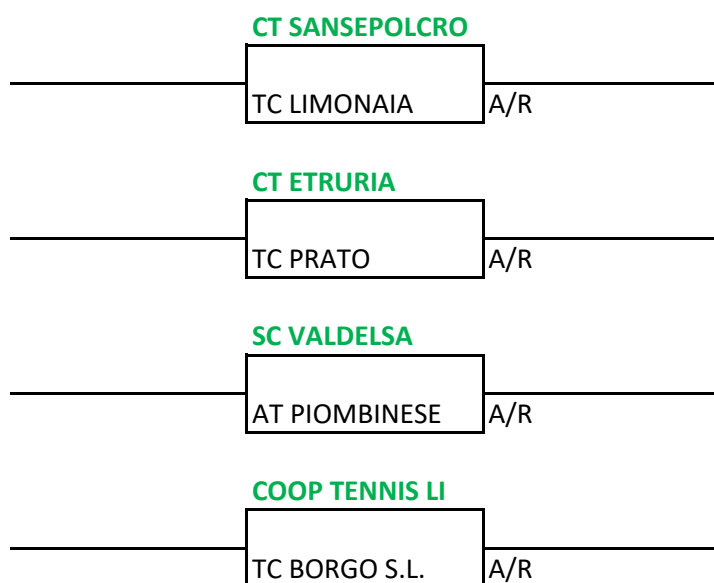 CT SANSEPOLCRO
TC LIMONAIA A/R
CT ETRURIA
TC PRATO A/R
SC VALDELSA
AT PIOMBINESE A/R
COOP TENNIS LI
TC BORGO S.L. A/R